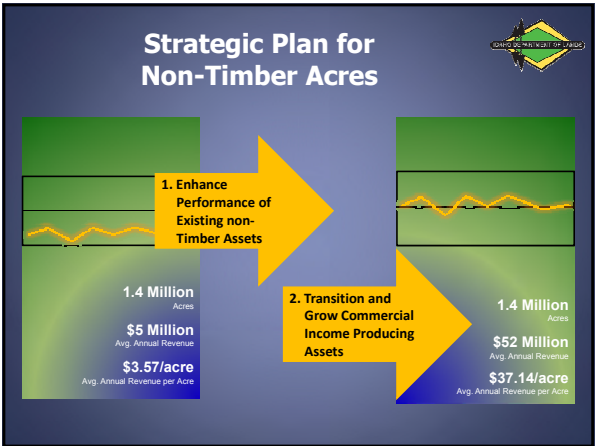 Strategic Plan for
Non-Timber Acres
IDAHO DEPARTMENT OF LANDS
1. Enhance
Performance of
Existing non-
Timber Assets
2. Transition and
Grow Commercial
Income Producing
Assets
1.4 Million
Acres
$5 Million
Avg. Annual Revenue
$3.57/acre
Avg. Annual Revenue per Acre
1.4 Million
Acres
$52 Million
Avg. Annual Revenue
$37.14/acre
Avg. Annual Revenue per Acre